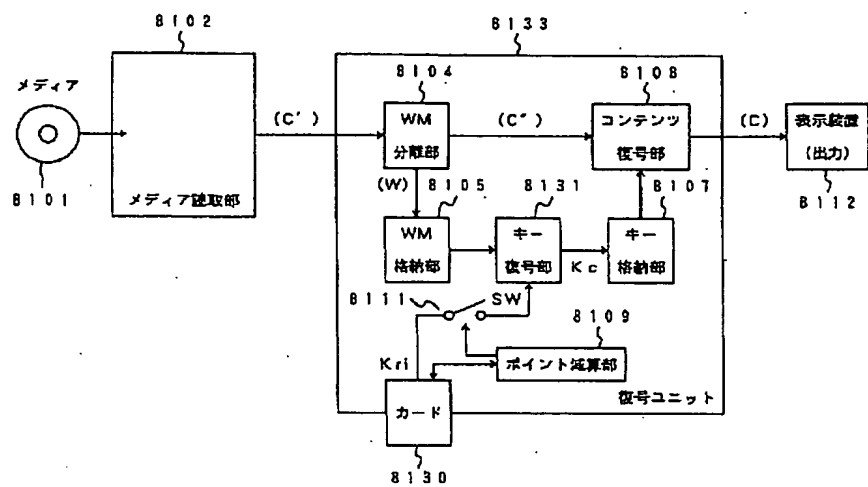 8102
8133
メディア
8104
8108
(C')
WM
分離部
(C")
コンテンツ
復号部
(C)
表示装置
(出力)
8101
メディア読取部
(W)
8105
8131
8107
8112
WM
格納部
キー
復号部
Kc
キー
格納部
8111
SW
8109
Kri
ポイント減算部
カード
復号ユニット
8130